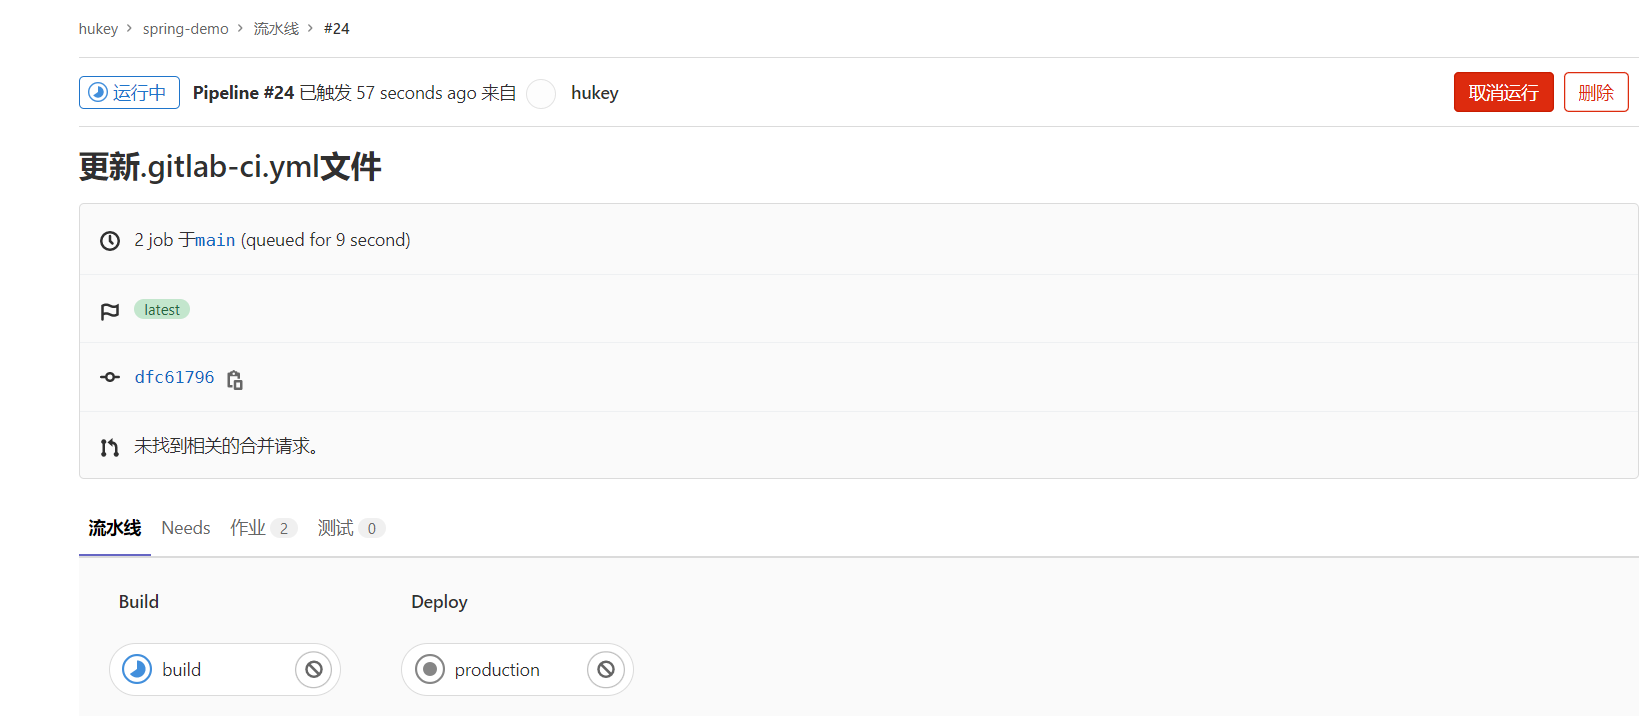 hukey > spring-demo > 流水线 > #24
运行中 Pipeline #24 已触发 57 seconds ago 来自 hukey 取消运行 删除
更新.gitlab-ci.yml文件
2 job 于main (queued for 9 second)
latest
dfc61796
未找到相关的合并请求。
流水线 Needs 作业 2 测试 0
Build Deploy
build production